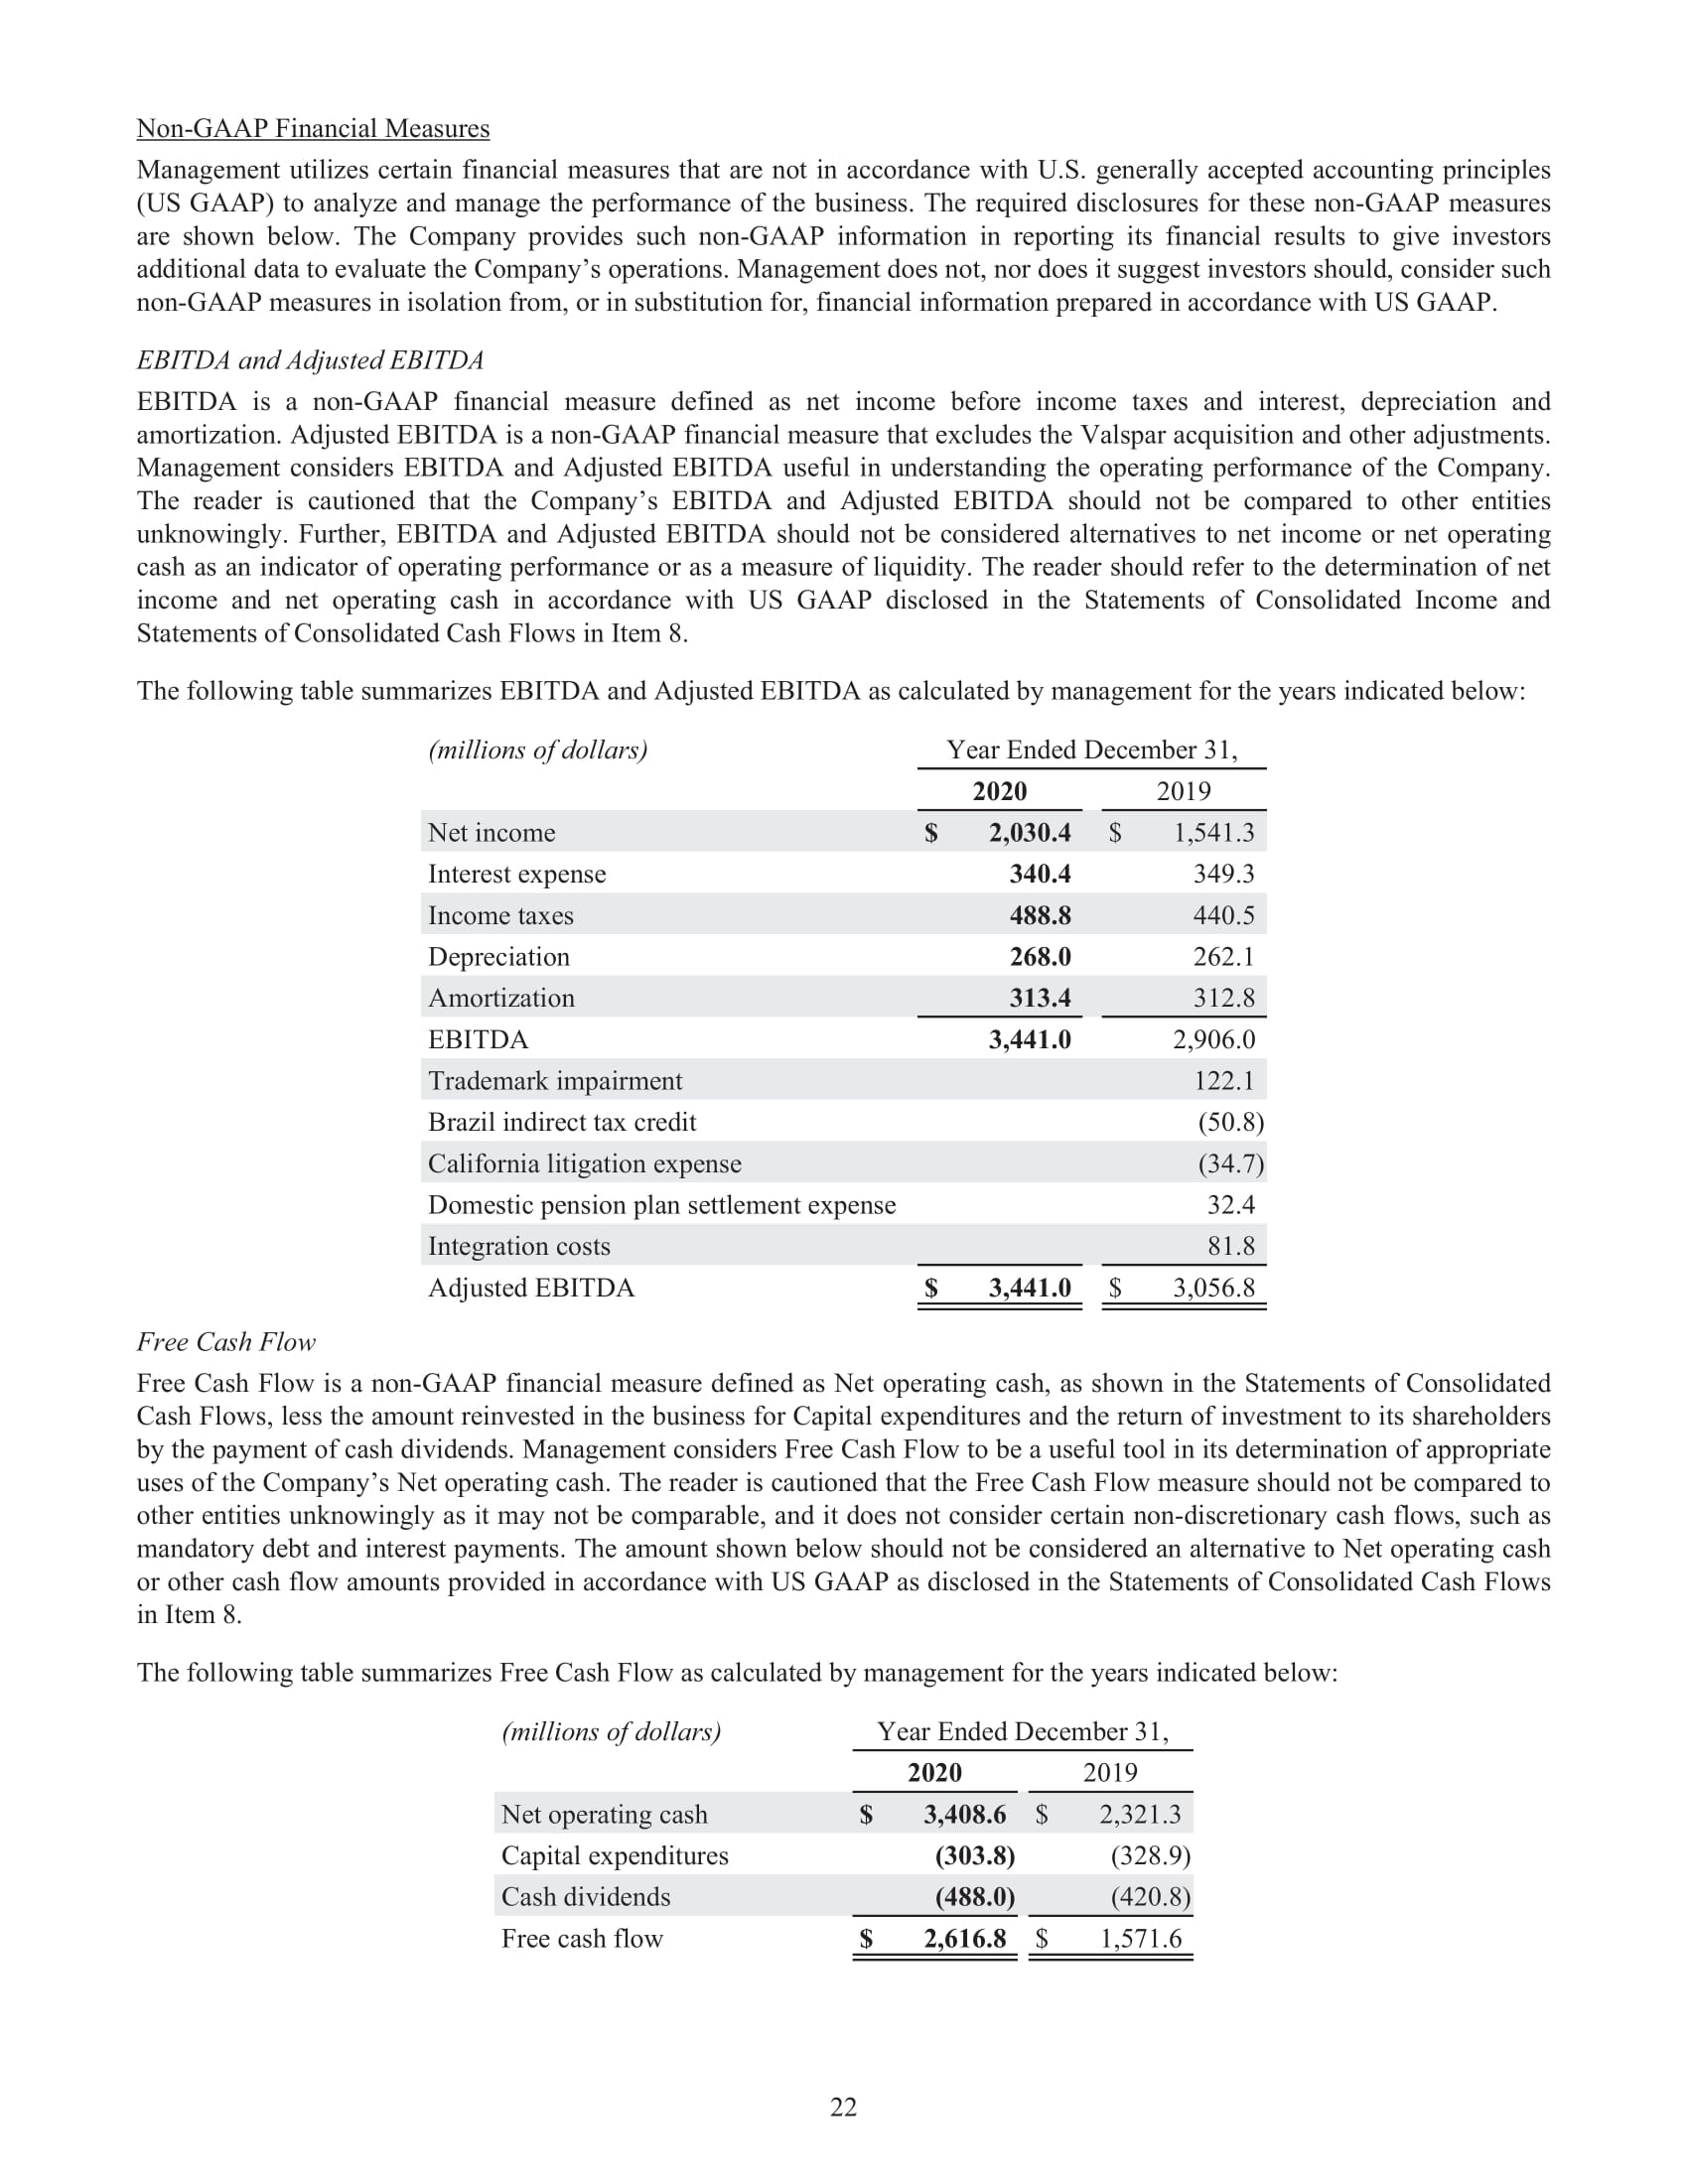 Non-GAAP Financial Measures
Management utilizes certain financial measures that are not in accordance with U.S. generally accepted accounting principles
(US GAAP) to analyze and manage the performance of the business. The required disclosures for these non-GAAP measures
are shown below. The Company provides such non-GAAP information in reporting its financial results to give investors
additional data to evaluate the Company’s operations. Management does not, nor does it suggest investors should, consider such
non-GAAP measures in isolation from, or in substitution for, financial information prepared in accordance with US GAAP.
EBITDA and Adjusted EBITDA
EBITDA is a non-GAAP financial measure defined as net income before income taxes and interest, depreciation and
amortization. Adjusted EBITDA is a non-GAAP financial measure that excludes the Valspar acquisition and other adjustments.
Management considers EBITDA and Adjusted EBITDA useful in understanding the operating performance of the Company.
The reader is cautioned that the Company’s EBITDA and Adjusted EBITDA should not be compared to other entities
unknowingly. Further, EBITDA and Adjusted EBITDA should not be considered alternatives to net income or net operating
cash as an indicator of operating performance or as a measure of liquidity. The reader should refer to the determination of net
income and net operating cash in accordance with US GAAP disclosed in the Statements of Consolidated Income and
Statements of Consolidated Cash Flows in Item 8.
The following table summarizes EBITDA and Adjusted EBITDA as calculated by management for the years indicated below:
(millions of dollars) Year Ended December 31,
2020 2019
Net income $ 2,030.4 $ 1,541.3
Interest expense 340.4 349.3
Income taxes 488.8 440.5
Depreciation 268.0 262.1
Amortization 313.4 312.8
EBITDA 3,441.0 2,906.0
Trademark impairment 122.1
Brazil indirect tax credit (50.8)
California litigation expense (34.7)
Domestic pension plan settlement expense 32.4
Integration costs 81.8
Adjusted EBITDA $ 3,441.0 $ 3,056.8
Free Cash Flow
Free Cash Flow is a non-GAAP financial measure defined as Net operating cash, as shown in the Statements of Consolidated
Cash Flows, less the amount reinvested in the business for Capital expenditures and the return of investment to its shareholders
by the payment of cash dividends. Management considers Free Cash Flow to be a useful tool in its determination of appropriate
uses of the Company’s Net operating cash. The reader is cautioned that the Free Cash Flow measure should not be compared to
other entities unknowingly as it may not be comparable, and it does not consider certain non-discretionary cash flows, such as
mandatory debt and interest payments. The amount shown below should not be considered an alternative to Net operating cash
or other cash flow amounts provided in accordance with US GAAP as disclosed in the Statements of Consolidated Cash Flows
in Item 8.
The following table summarizes Free Cash Flow as calculated by management for the years indicated below:
(millions of dollars) Year Ended December 31,
2020 2019
Net operating cash $ 3,408.6 $ 2,321.3
Capital expenditures (303.8) (328.9)
Cash dividends (488.0) (420.8)
Free cash flow $ 2,616.8 $ 1,571.6
22